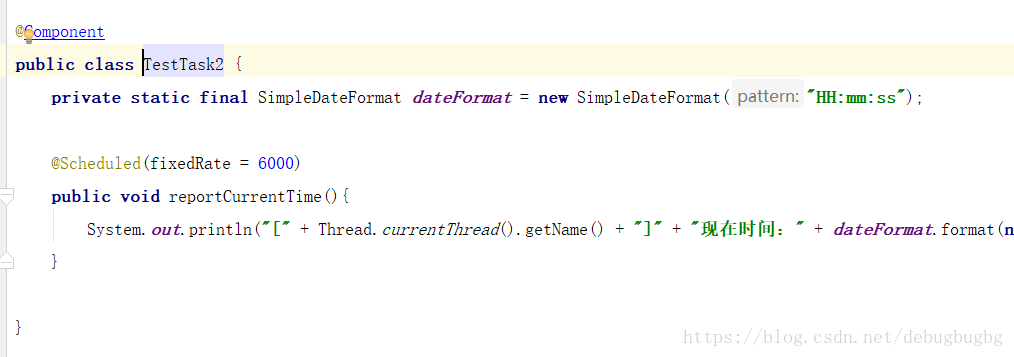 @Component
public class TestTask2 {
private static final SimpleDateFormat dateFormat = new SimpleDateFormat( pattern: "HH:mm:ss");
@Scheduled(fixedRate = 6000)
public void reportCurrentTime(){
System.out.println("[" + Thread.currentThread().getName() + "]" + "现在时间：" + dateFormat.format(n
}
}
https://blog.csdn.net/debugbugbg